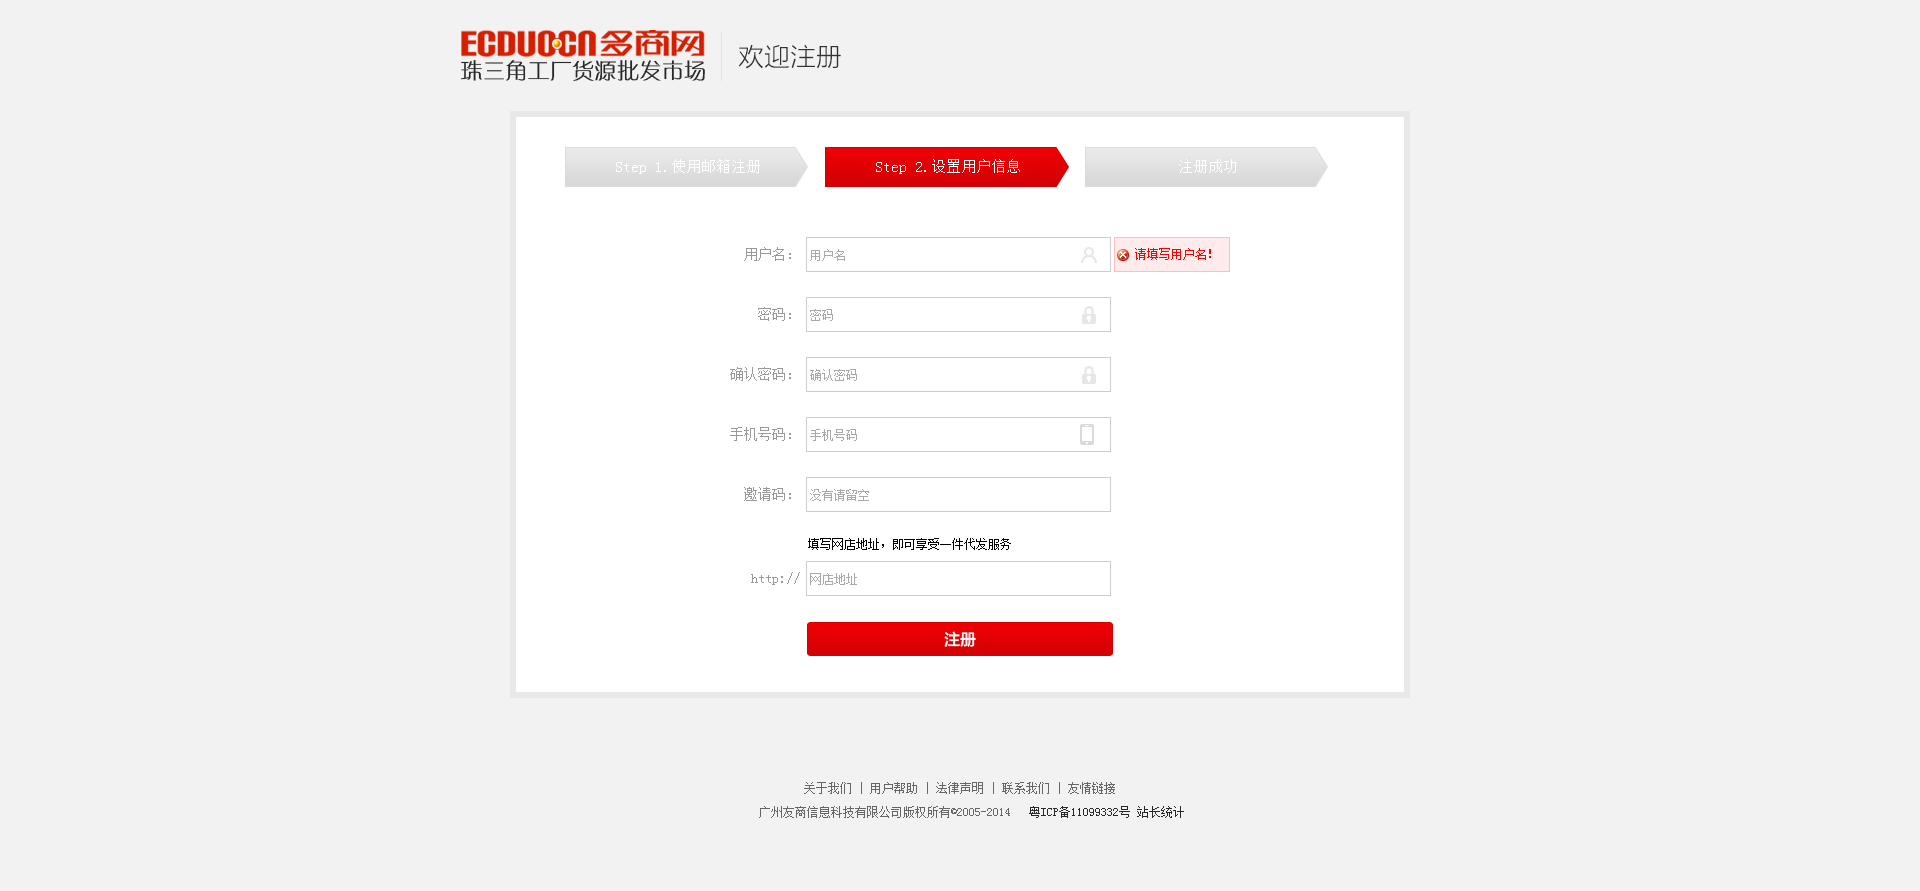 ECDUO.CN多商网
珠三角工厂货源批发市场
欢迎注册
Step 1.使用邮箱注册
Step 2.设置用户信息
注册成功
用户名： 用户名 请填写用户名!
密码： 密码
确认密码： 确认密码
手机号码： 手机号码
邀请码： 没有请留空
填写网店地址，即可享受一件代发服务
http:// 网店地址
注册
关于我们 | 用户帮助 | 法律声明 | 联系我们 | 友情链接
广州友商信息科技有限公司版权所有©2005-2014 粤ICP备11099332号 站长统计